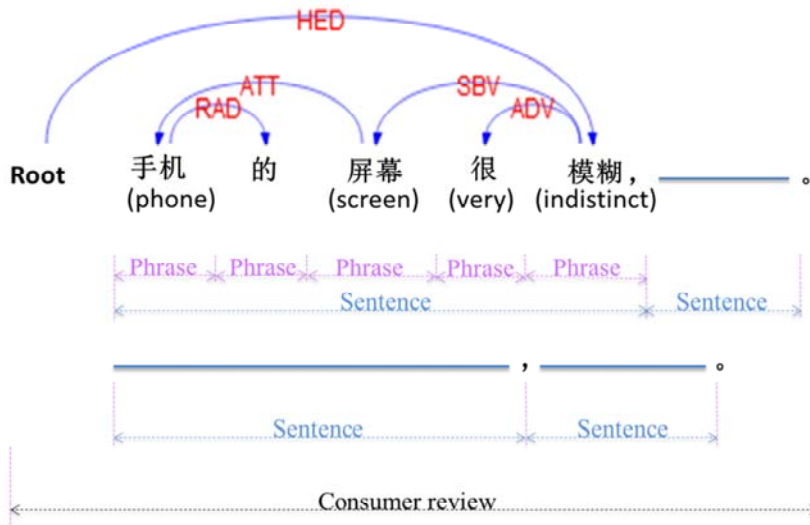 HED
ATT SBV
RAD ADV
Root 手机 的 屏幕 很 模糊, 。
(phone) (screen) (very) (indistinct)
Phrase Phrase Phrase Phrase Phrase
Sentence Sentence
, 。
Sentence Sentence
Consumer review